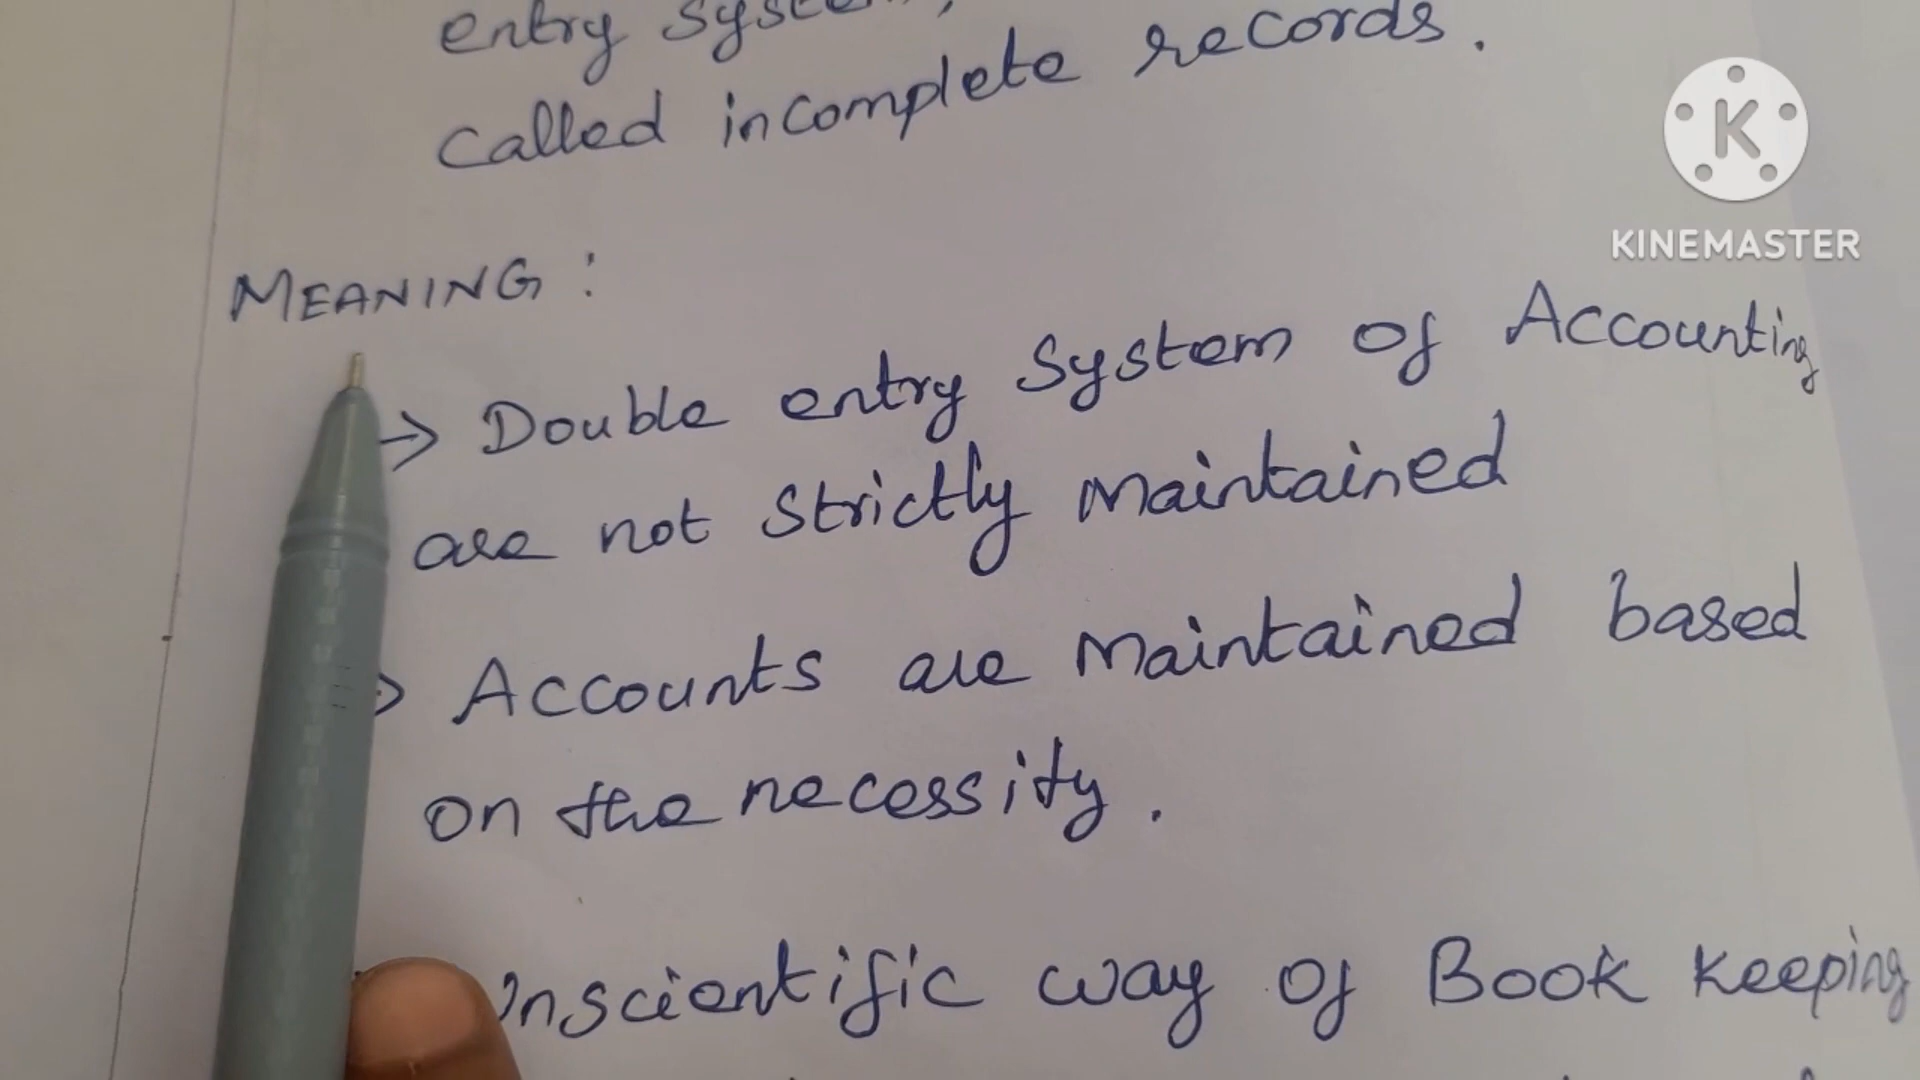 entry System,
Called incomplete records.
KINEMASTER
MEANING :
→ Double entry System of Accounting
are not Strictly Maintained
> Accounts are Maintained based
on the necessity.
nscientific way of Book keeping